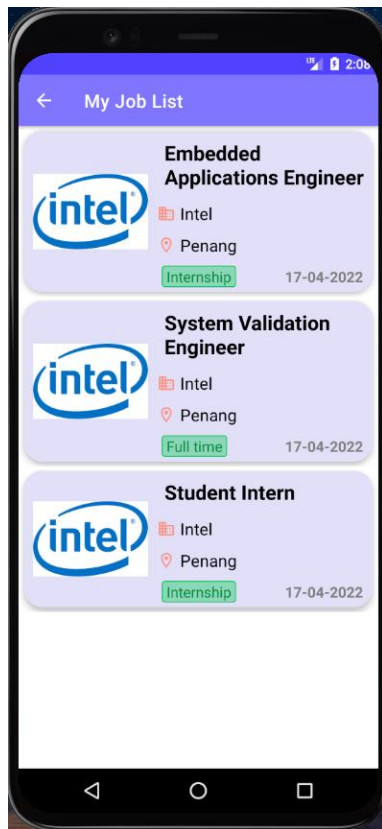 LTE 2:08
My Job List
intel
Embedded
Applications Engineer
Intel
Penang
Internship 17-04-2022
intel
System Validation
Engineer
Intel
Penang
Full time 17-04-2022
intel
Student Intern
Intel
Penang
Internship 17-04-2022